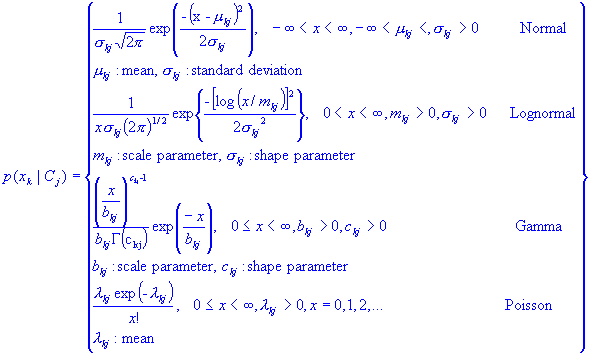 1/(σ_kj √(2π)) exp(-(x - μ_kj)²/(2σ_kj)), -∞ < x < ∞, -∞ < μ_kj <, σ_kj > 0 Normal
μ_kj : mean, σ_kj : standard deviation
1/(xσ_kj (2π)^(1/2)) exp{-[log(x/m_kj)]²/(2σ_kj²)}, 0 < x < ∞, m_kj > 0, σ_kj > 0 Lognormal
m_kj : scale parameter, σ_kj : shape parameter
p(x_k | C_j) =
(x/b_kj)^(c_kj-1)/(b_kj Γ(c_kj)) exp(-x/b_kj), 0 ≤ x < ∞, b_kj > 0, c_kj > 0 Gamma
b_kj : scale parameter, c_kj : shape parameter
λ_kj exp(-λ_kj)/x!, 0 ≤ x < ∞, λ_kj > 0, x = 0,1,2,... Poisson
λ_kj : mean